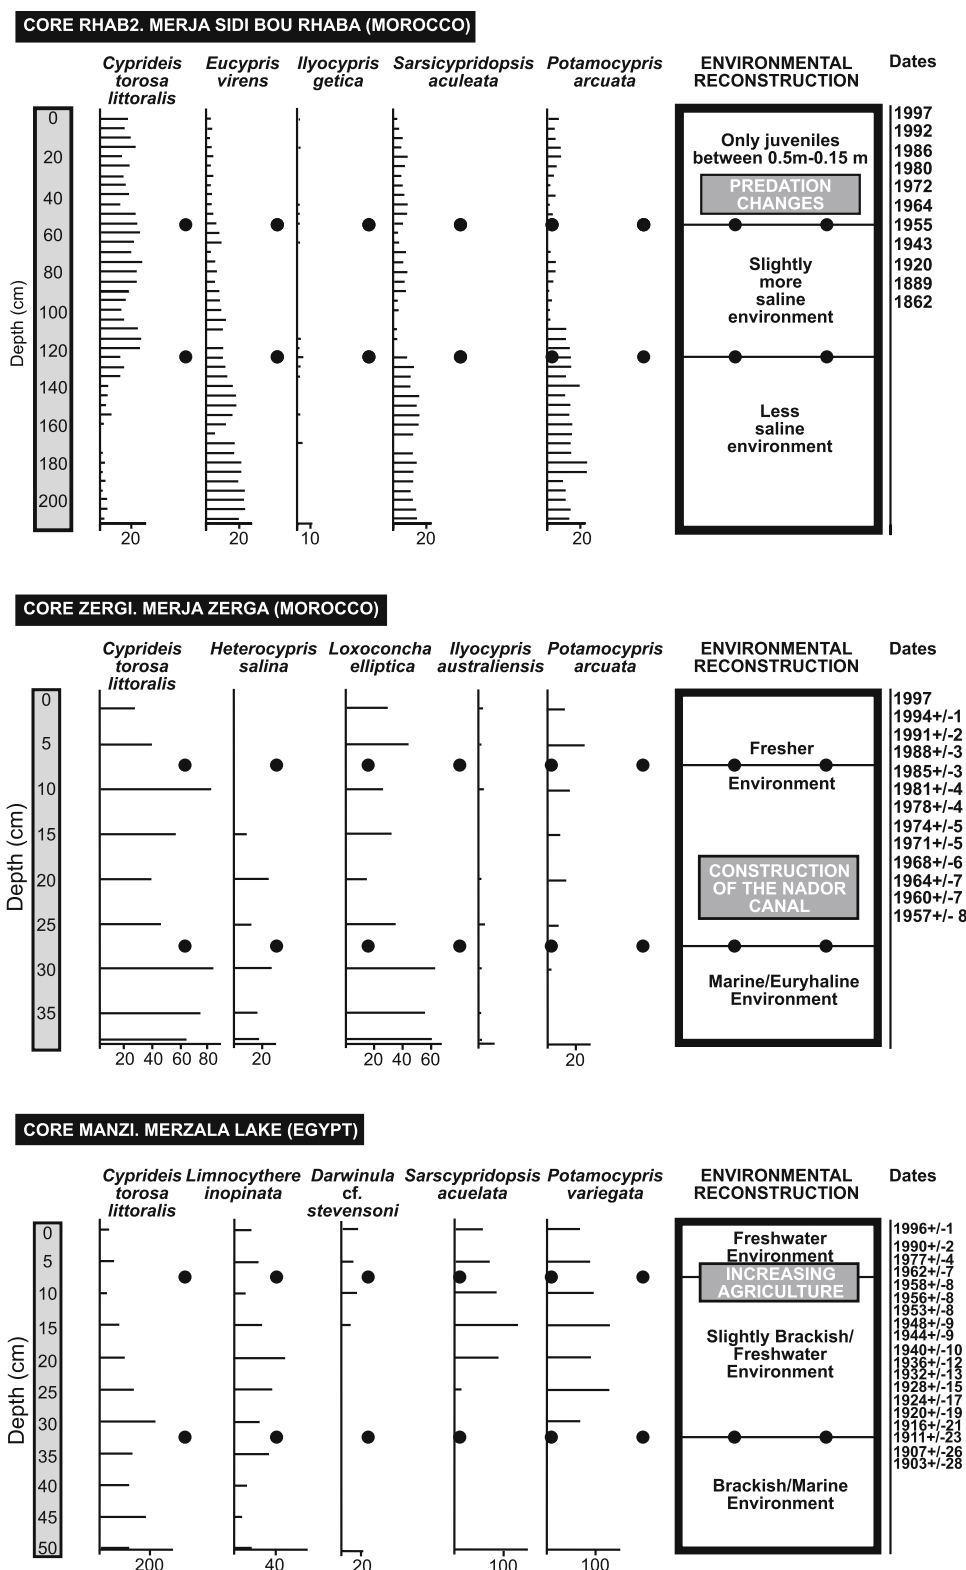 CORE RHAB2. MERJA SIDI BOU RHABA (MOROCCO)
Cyprideis torosa littoralis
Eucypris virens
Ilyocypris getica
Sarsicypridopsis aculeata
Potamocypris arcuata
ENVIRONMENTAL RECONSTRUCTION
Dates
Depth (cm)
0
20
40
60
80
100
120
140
160
180
200
20
20
10
20
20
Only juveniles
between 0.5m-0.15 m
PREDATION
CHANGES
Slightly
more
saline
environment
Less
saline
environment
1997
1992
1986
1980
1972
1964
1955
1943
1920
1889
1862
CORE ZERGI. MERJA ZERGA (MOROCCO)
Cyprideis torosa littoralis
Heterocypris salina
Loxoconcha elliptica
Ilyocypris australiensis
Potamocypris arcuata
ENVIRONMENTAL RECONSTRUCTION
Dates
Depth (cm)
0
5
10
15
20
25
30
35
20 40 60 80
20
20 40 60
20
Fresher
Environment
CONSTRUCTION
OF THE NADOR
CANAL
Marine/Euryhaline
Environment
1997
1994+/-1
1991+/-2
1988+/-3
1985+/-3
1981+/-4
1978+/-4
1974+/-5
1971+/-5
1968+/-6
1964+/-7
1960+/-7
1957+/- 8
CORE MANZI. MERZALA LAKE (EGYPT)
Cyprideis torosa littoralis
Limnocythere inopinata
Darwinula cf. stevensoni
Sarscypridopsis acuelata
Potamocypris variegata
ENVIRONMENTAL RECONSTRUCTION
Dates
Depth (cm)
0
5
10
15
20
25
30
35
40
45
50
200
40
20
100
100
Freshwater
Environment
INCREASING
AGRICULTURE
Slightly Brackish/
Freshwater
Environment
Brackish/Marine
Environment
1996+/-1
1990+/-2
1977+/-4
1962+/-7
1958+/-8
1956+/-8
1953+/-8
1948+/-9
1944+/-9
1940+/-10
1936+/-12
1932+/-13
1928+/-15
1924+/-17
1920+/-19
1916+/-21
1911+/-23
1907+/-26
1903+/-28